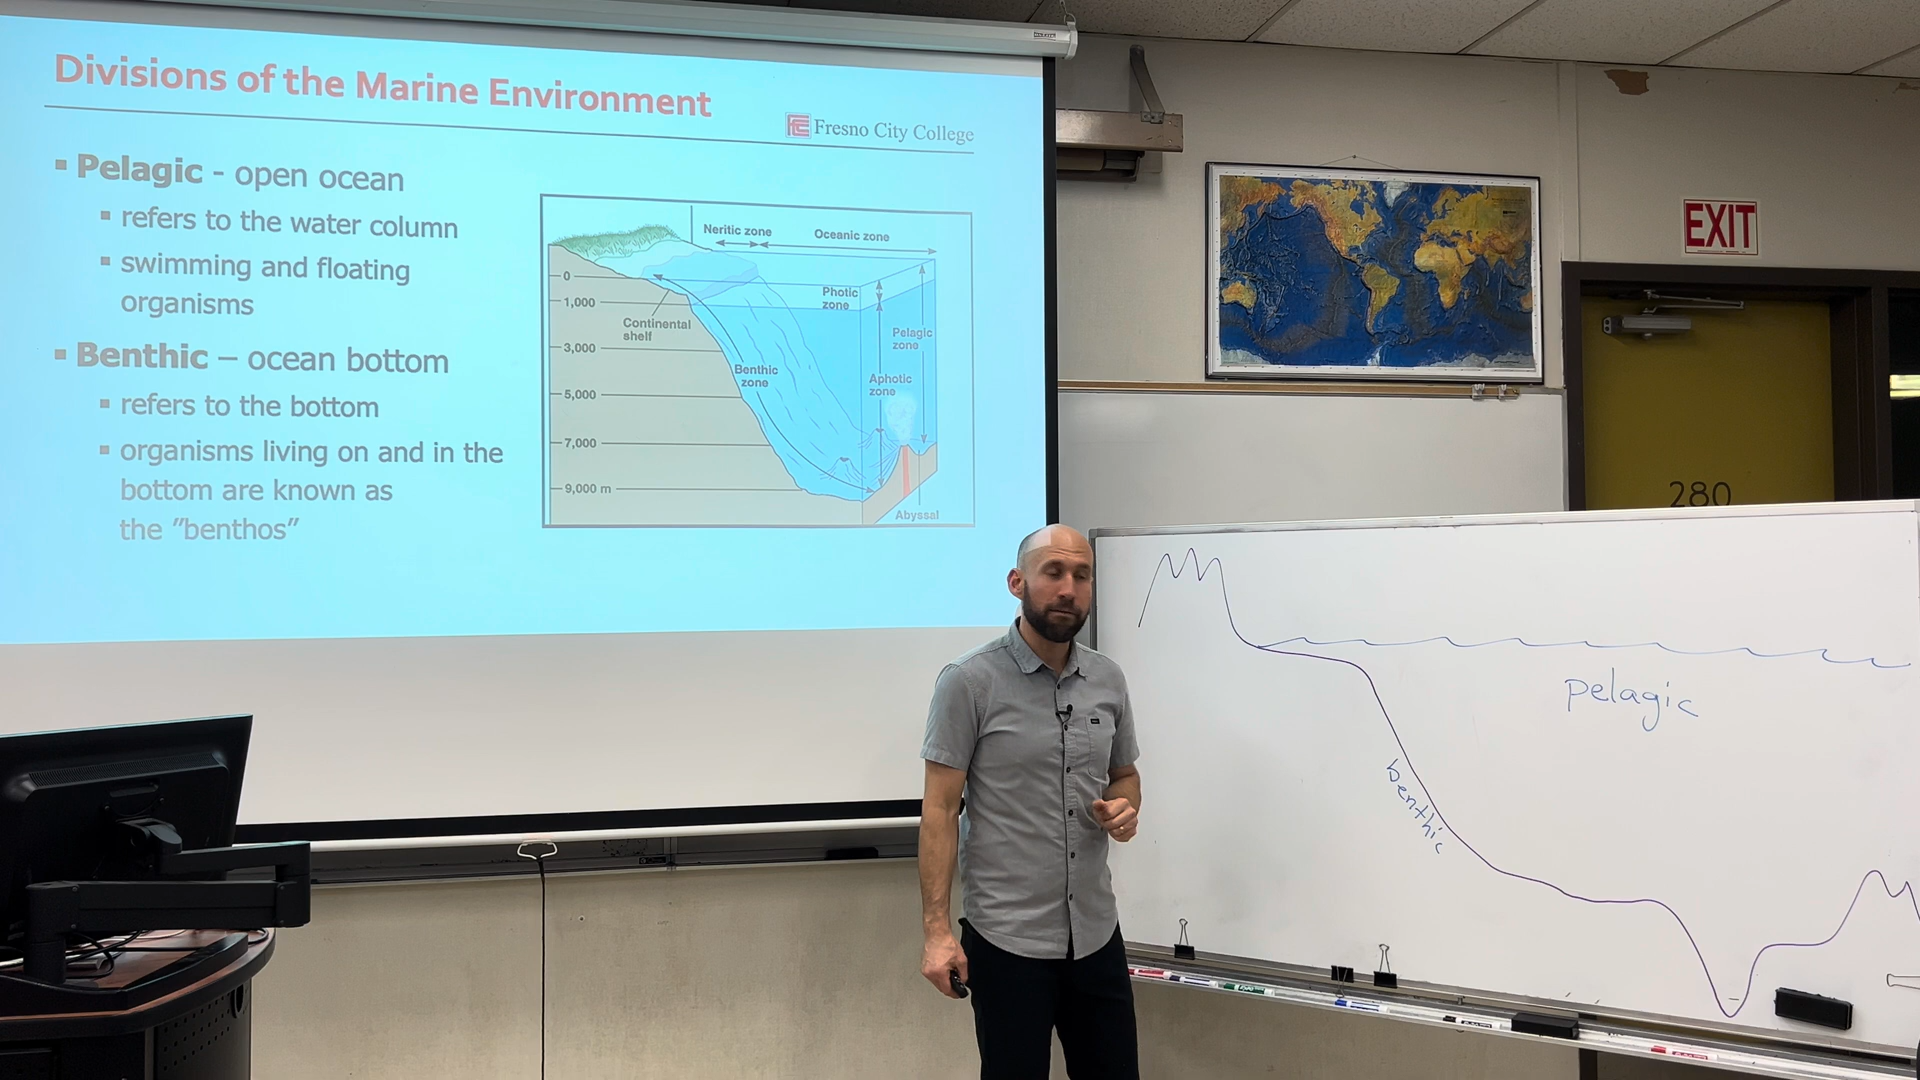 Divisions of the Marine Environment
Fresno City College
▪ Pelagic - open ocean
▪ refers to the water column
▪ swimming and floating
organisms
▪ Benthic – ocean bottom
▪ refers to the bottom
▪ organisms living on and in the
bottom are known as
the ”benthos”
Neritic zone
Oceanic zone
0
1,000
3,000
5,000
7,000
9,000 m
Continental
shelf
Benthic
zone
Photic
zone
Pelagic
zone
Aphotic
zone
Abyssal
EXIT
280
pelagic
benthic